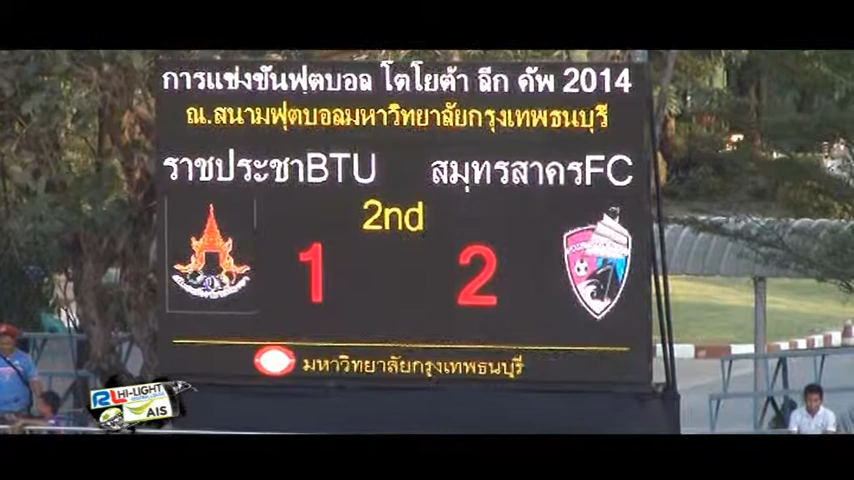 การแข่งขันฟุตบอล โตโยต้า ลีก คัพ 2014
ณ.สนามฟุตบอลมหาวิทยาลัยกรุงเทพธนบุรี
ราชประชาBTU สมุทรสาครFC
2nd
1 2
มหาวิทยาลัยกรุงเทพธนบุรี
RL HI-LIGHT
AIS